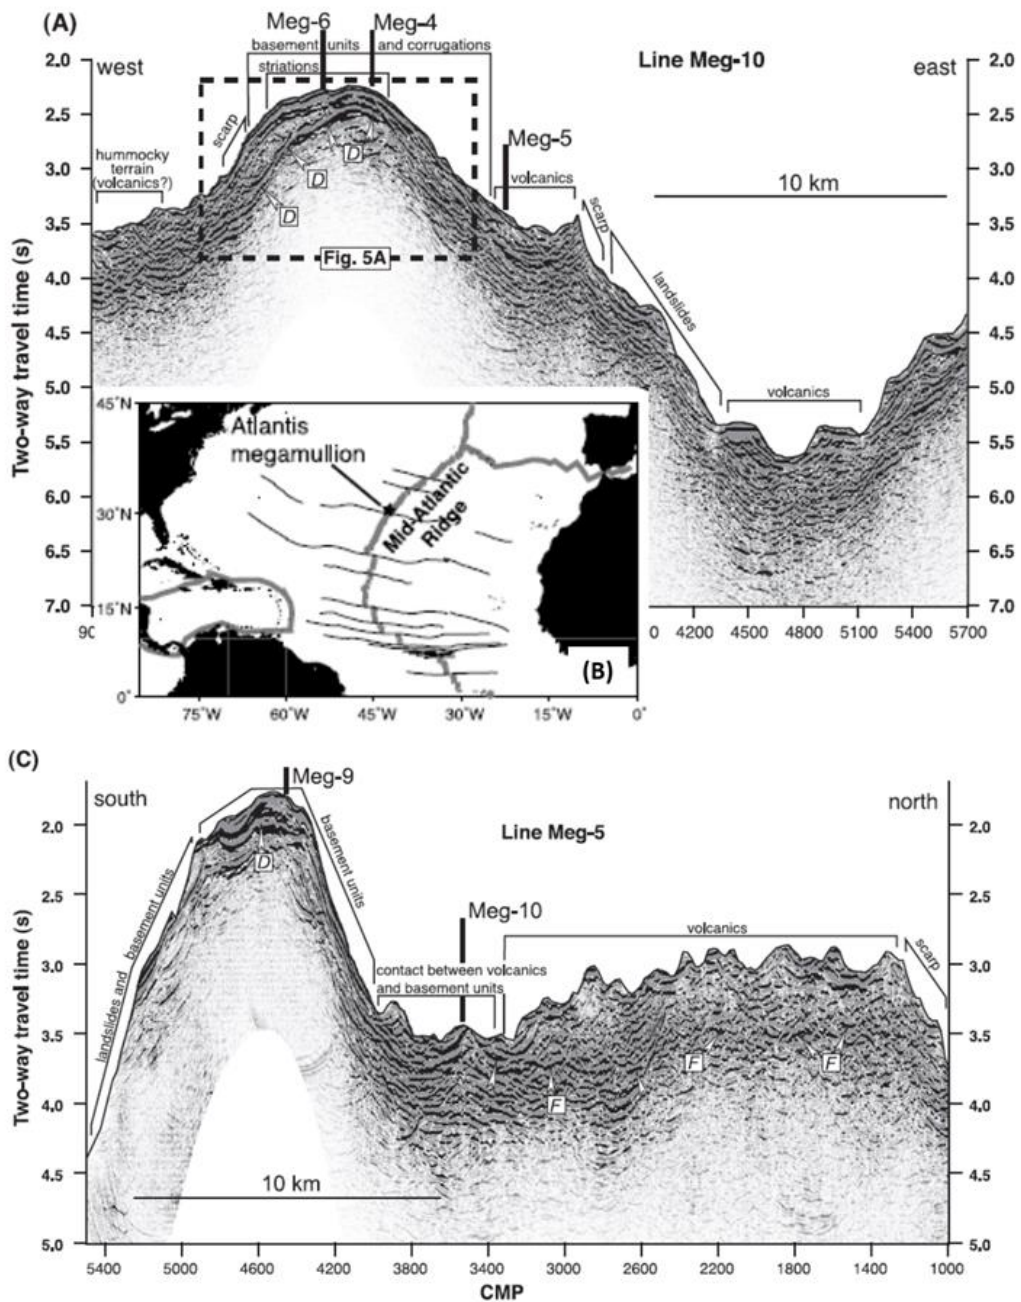 (A)
Meg-6
Meg-4
basement units
and corrugations
Line Meg-10
2.0
west
striations
east
2.0
2.5
scarp
2.5
Meg-5
D
hummocky
terrain
(volcanics?)
3.0
D
volcanics
10 km
3.0
3.5
D
scarp
3.5
Fig. 5A
4.0
landslides
4.0
4.5
4.5
5.0
volcanics
5.0
5.5
5.5
6.0
6.0
6.5
6.5
7.0
7.0
Two-way travel time (s)
0 4200 4500 4800 5100 5400 5700
45°N
Atlantis
megamullion
30°N
Mid-Atlantic
Ridge
15°N
(B)
0°
75°W 60°W 45°W 30°W 15°W 0°
(C)
Meg-9
south
north
2.0
Line Meg-5
2.0
D
basement units
landslides and basement units
2.5
Meg-10
2.5
volcanics
3.0
contact between volcanics
and basement units
scarp
3.0
3.5
3.5
F
F
4.0
F
4.0
4.5
10 km
4.5
5.0
5.0
Two-way travel time (s)
5400 5000 4600 4200 3800 3400 3000 2600 2200 1800 1400 1000
CMP